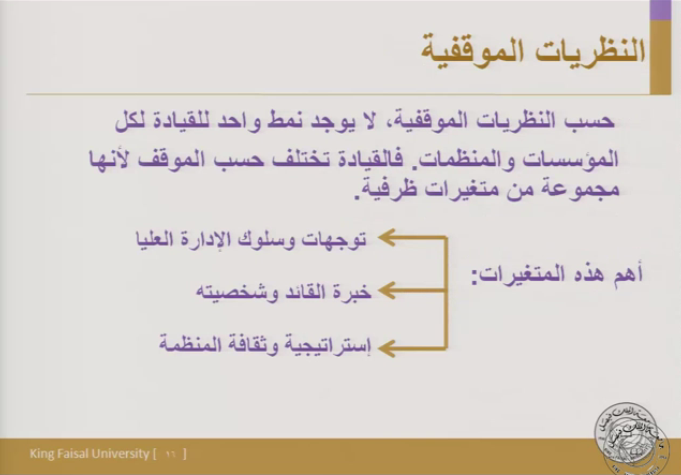 النظريات الموقفية
حسب النظريات الموقفية، لا يوجد نمط واحد للقيادة لكل
المؤسسات والمنظمات. فالقيادة تختلف حسب الموقف لأنها
مجموعة من متغيرات ظرفية.
أهم هذه المتغيرات:
توجهات وسلوك الإدارة العليا
خبرة القائد وشخصيته
إستراتيجية وثقافة المنظمة
King Faisal University [ ١٦ ]